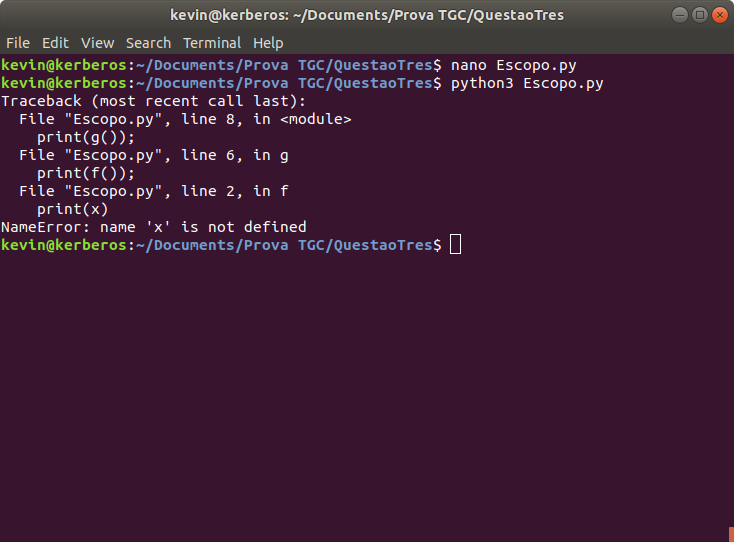 kevin@kerberos: ~/Documents/Prova TGC/QuestaoTres
File Edit View Search Terminal Help
kevin@kerberos:~/Documents/Prova TGC/QuestaoTres$ nano Escopo.py
kevin@kerberos:~/Documents/Prova TGC/QuestaoTres$ python3 Escopo.py
Traceback (most recent call last):
  File "Escopo.py", line 8, in <module>
    print(g());
  File "Escopo.py", line 6, in g
    print(f());
  File "Escopo.py", line 2, in f
    print(x)
NameError: name 'x' is not defined
kevin@kerberos:~/Documents/Prova TGC/QuestaoTres$